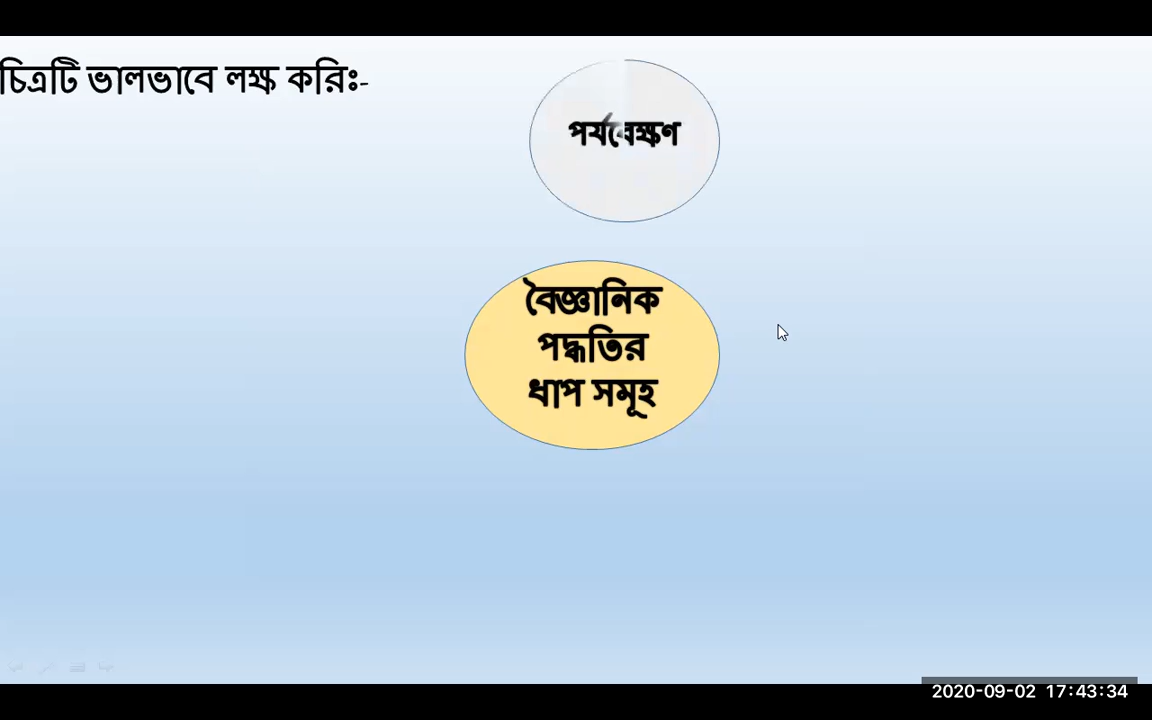 চিত্রটি ভালভাবে লক্ষ করিঃ-
পর্যবেক্ষণ
বৈজ্ঞানিক
পদ্ধতির
ধাপ সমূহ
2020-09-02 17:43:34